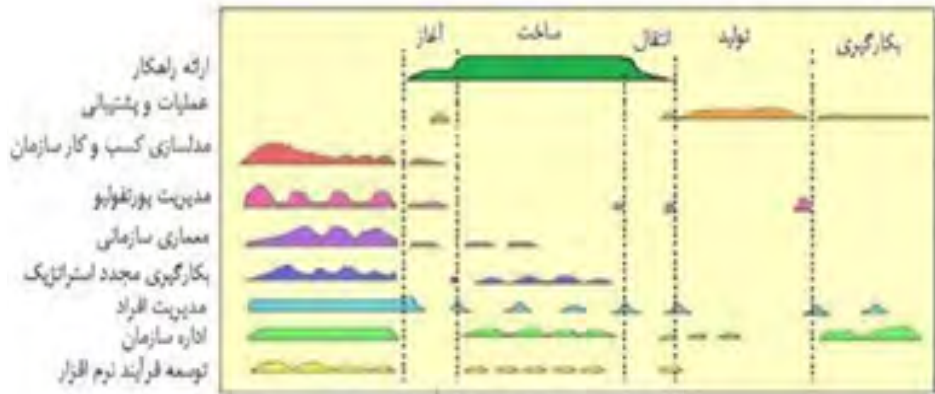 آغاز
ساخت
انتقال
تولید
بکارگیری
ارائه راهکار
عملیات و پشتیبانی
مدلسازی کسب و کار سازمان
مدیریت پورتفولیو
معماری سازمانی
بکارگیری مجدد استراتژیک
مدیریت افراد
اداره سازمان
توسعه فرآیند نرم افزار